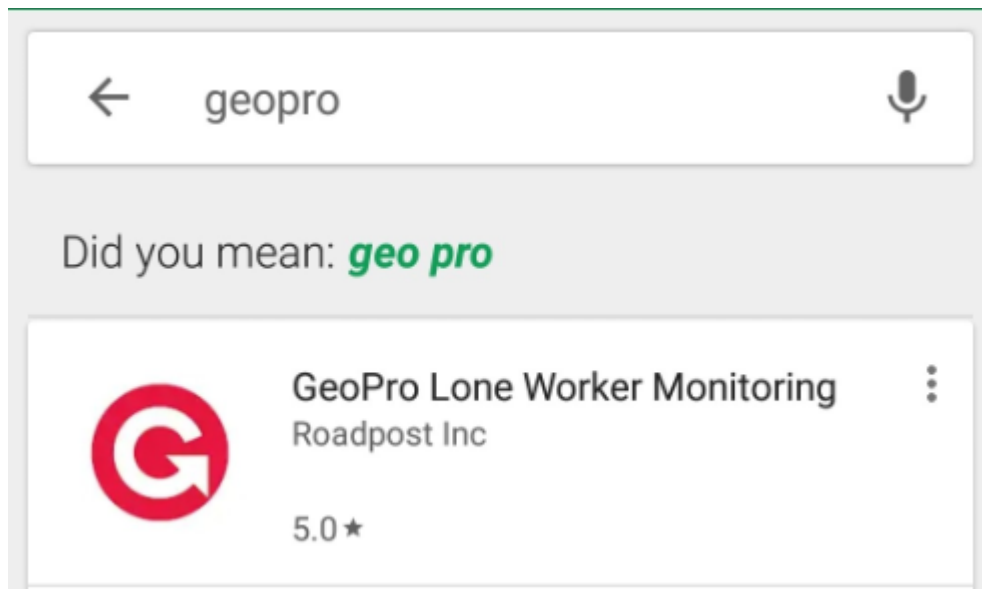 geopro
Did you mean: geo pro
GeoPro Lone Worker Monitoring
Roadpost Inc
5.0★